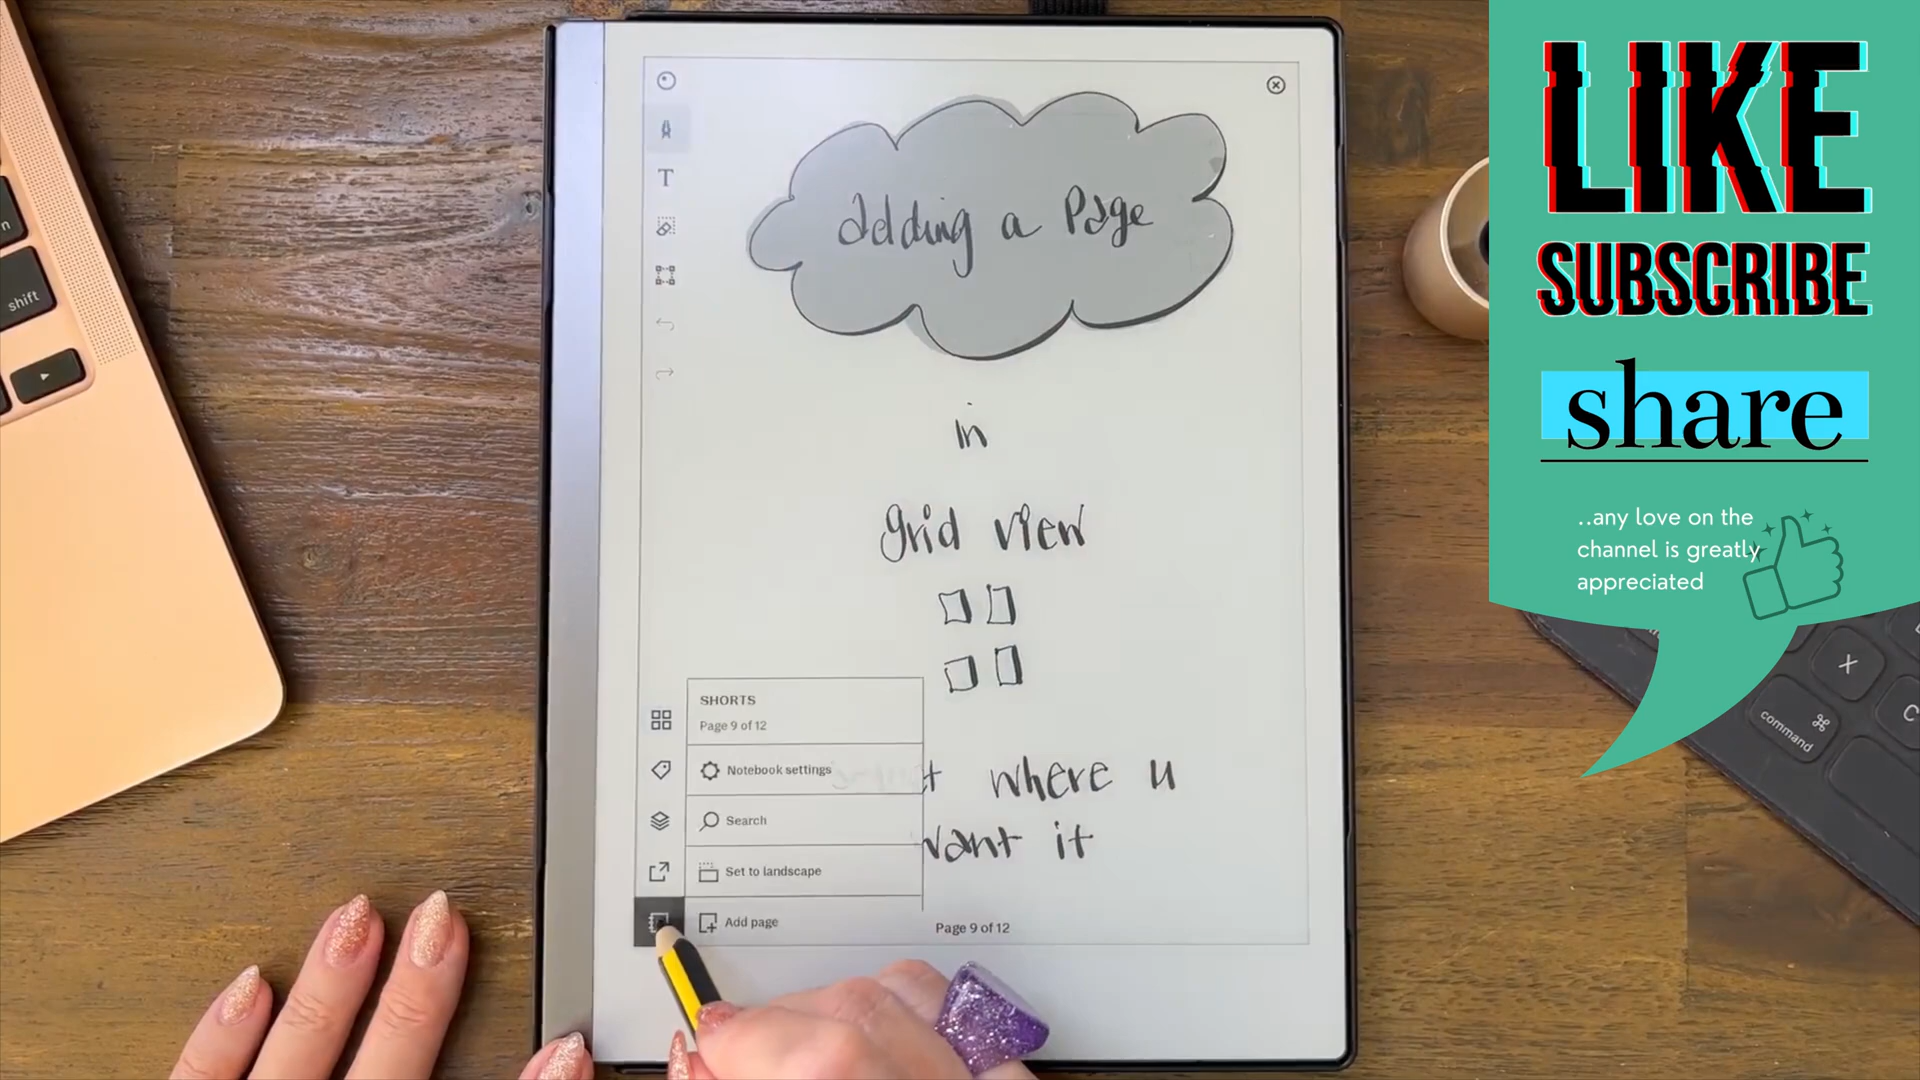 adding a Page
in
grid view
where u
want it
SHORTS
Page 9 of 12
Notebook settings
Search
Set to landscape
Add page
Page 9 of 12
T
n
shift
LIKE
SUBSCRIBE
share
..any love on the
channel is greatly
appreciated
X
command
C